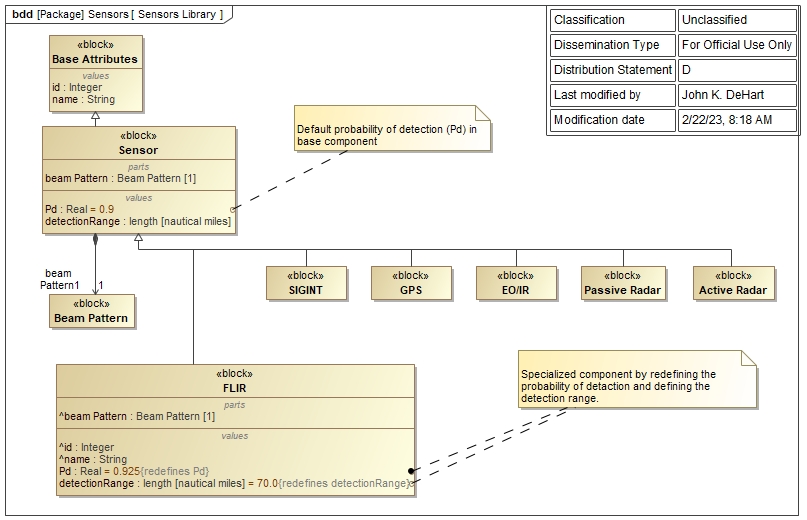 bdd [Package] Sensors [ Sensors Library ]
Classification Unclassified
Dissemination Type For Official Use Only
Distribution Statement D
Last modified by John K. DeHart
Modification date 2/22/23, 8:18 AM
«block»
Base Attributes
values
id : Integer
name : String
«block»
Sensor
parts
beam Pattern : Beam Pattern [1]
values
Pd : Real = 0.9
detectionRange : length [nautical miles]
Default probability of detection (Pd) in
base component
beam
Pattern1
1
«block»
Beam Pattern
«block»
SIGINT
«block»
GPS
«block»
EO/IR
«block»
Passive Radar
«block»
Active Radar
«block»
FLIR
parts
^beam Pattern : Beam Pattern [1]
values
^id : Integer
^name : String
Pd : Real = 0.925{redefines Pd}
detectionRange : length [nautical miles] = 70.0{redefines detectionRange}
Specialized component by redefining the
probability of detaction and defining the
detection range.